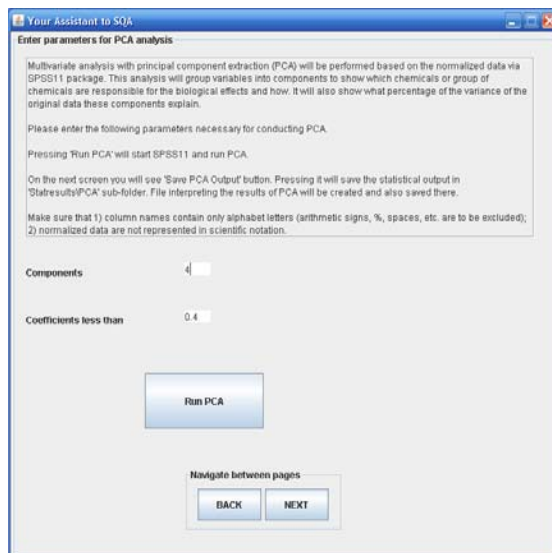 Your Assistant to SQA
Enter parameters for PCA analysis
Multivariate analysis with principal component extraction (PCA) will be performed based on the normalized data via
SPSS11 package. This analysis will group variables into components to show which chemicals or group of
chemicals are responsible for the biological effects and how. It will also show what percentage of the variance of the
original data these components explain.
Please enter the following parameters necessary for conducting PCA.
Pressing 'Run PCA' will start SPSS11 and run PCA.
On the next screen you will see 'Save PCA Output' button. Pressing it will save the statistical output in
'Statresults\PCA' sub-folder. File interpreting the results of PCA will be created and also saved there.
Make sure that 1) column names contain only alphabet letters (arithmetic signs, %, spaces, etc. are to be excluded);
2) normalized data are not represented in scientific notation.
Components 4
Coefficients less than 0.4
Run PCA
Navigate between pages
BACK NEXT